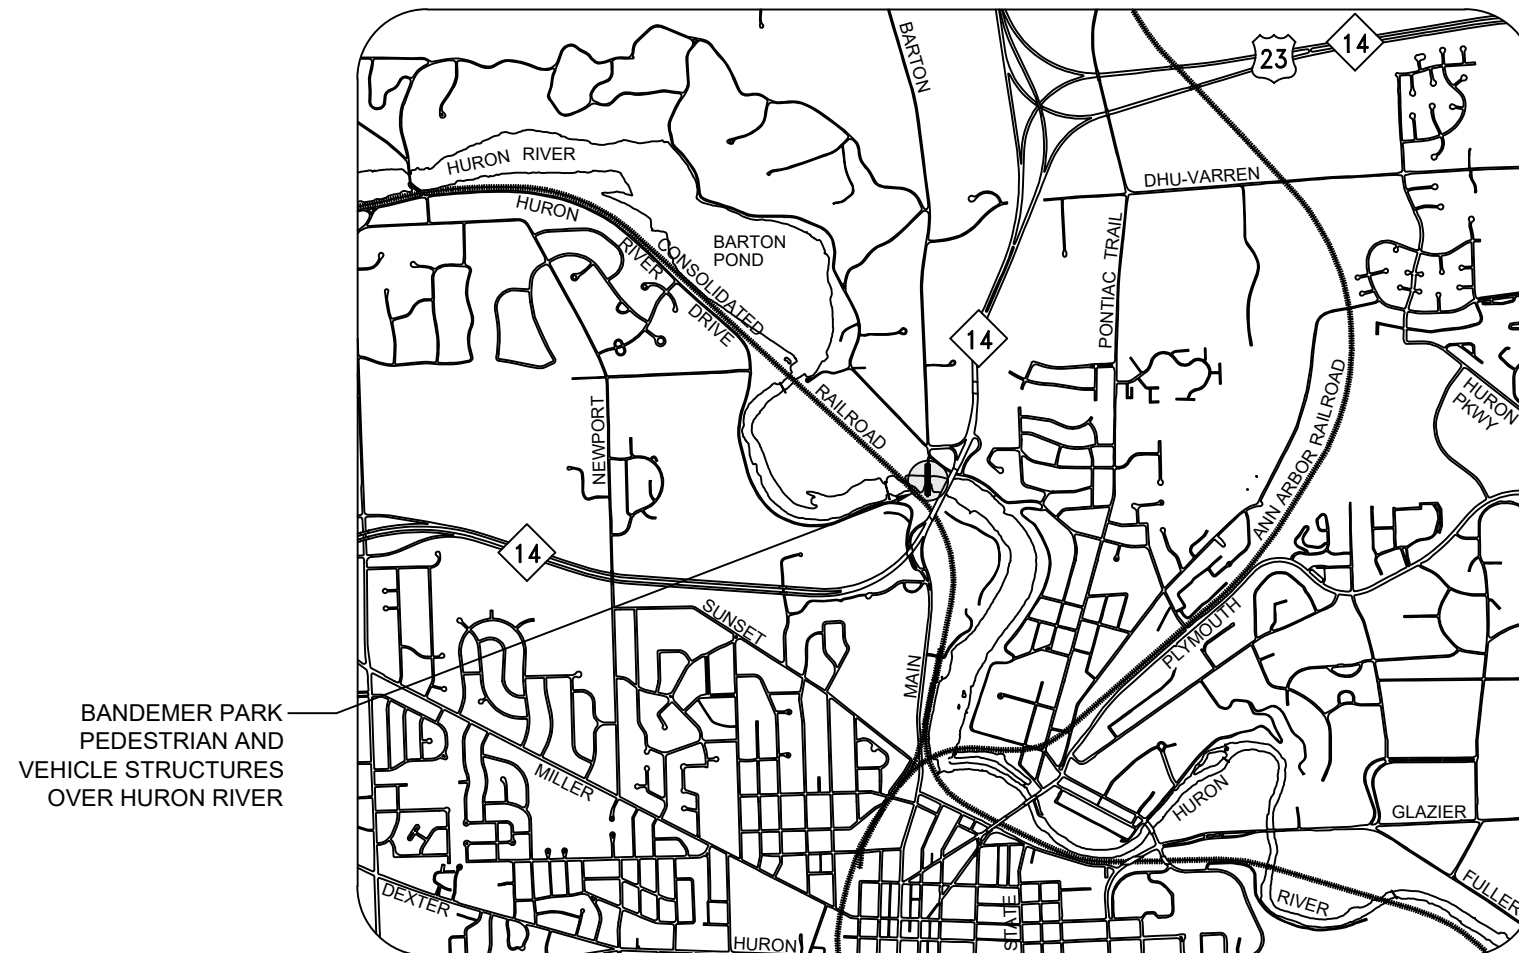 BARTON
23
14
HURON RIVER
DHU-VARREN
HURON
RIVER
DRIVE
CONSOLIDATED
RAILROAD
BARTON
POND
PONTIAC TRAIL
14
HURON
PKWY
NEWPORT
ANN ARBOR RAILROAD
14
SUNSET
PLYMOUTH
MAIN
BANDEMER PARK
PEDESTRIAN AND
VEHICLE STRUCTURES
OVER HURON RIVER
MILLER
HURON
RIVER
GLAZIER
FULLER
DEXTER
HURON
STATE